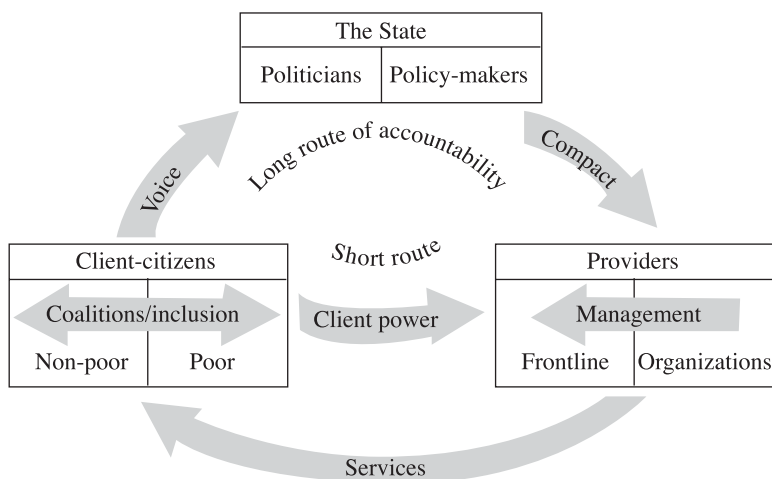 The State
Politicians
Policy-makers
Long route of accountability
Voice
Compact
Short route
Client-citizens
Coalitions/inclusion
Non-poor
Poor
Client power
Providers
Management
Frontline
Organizations
Services